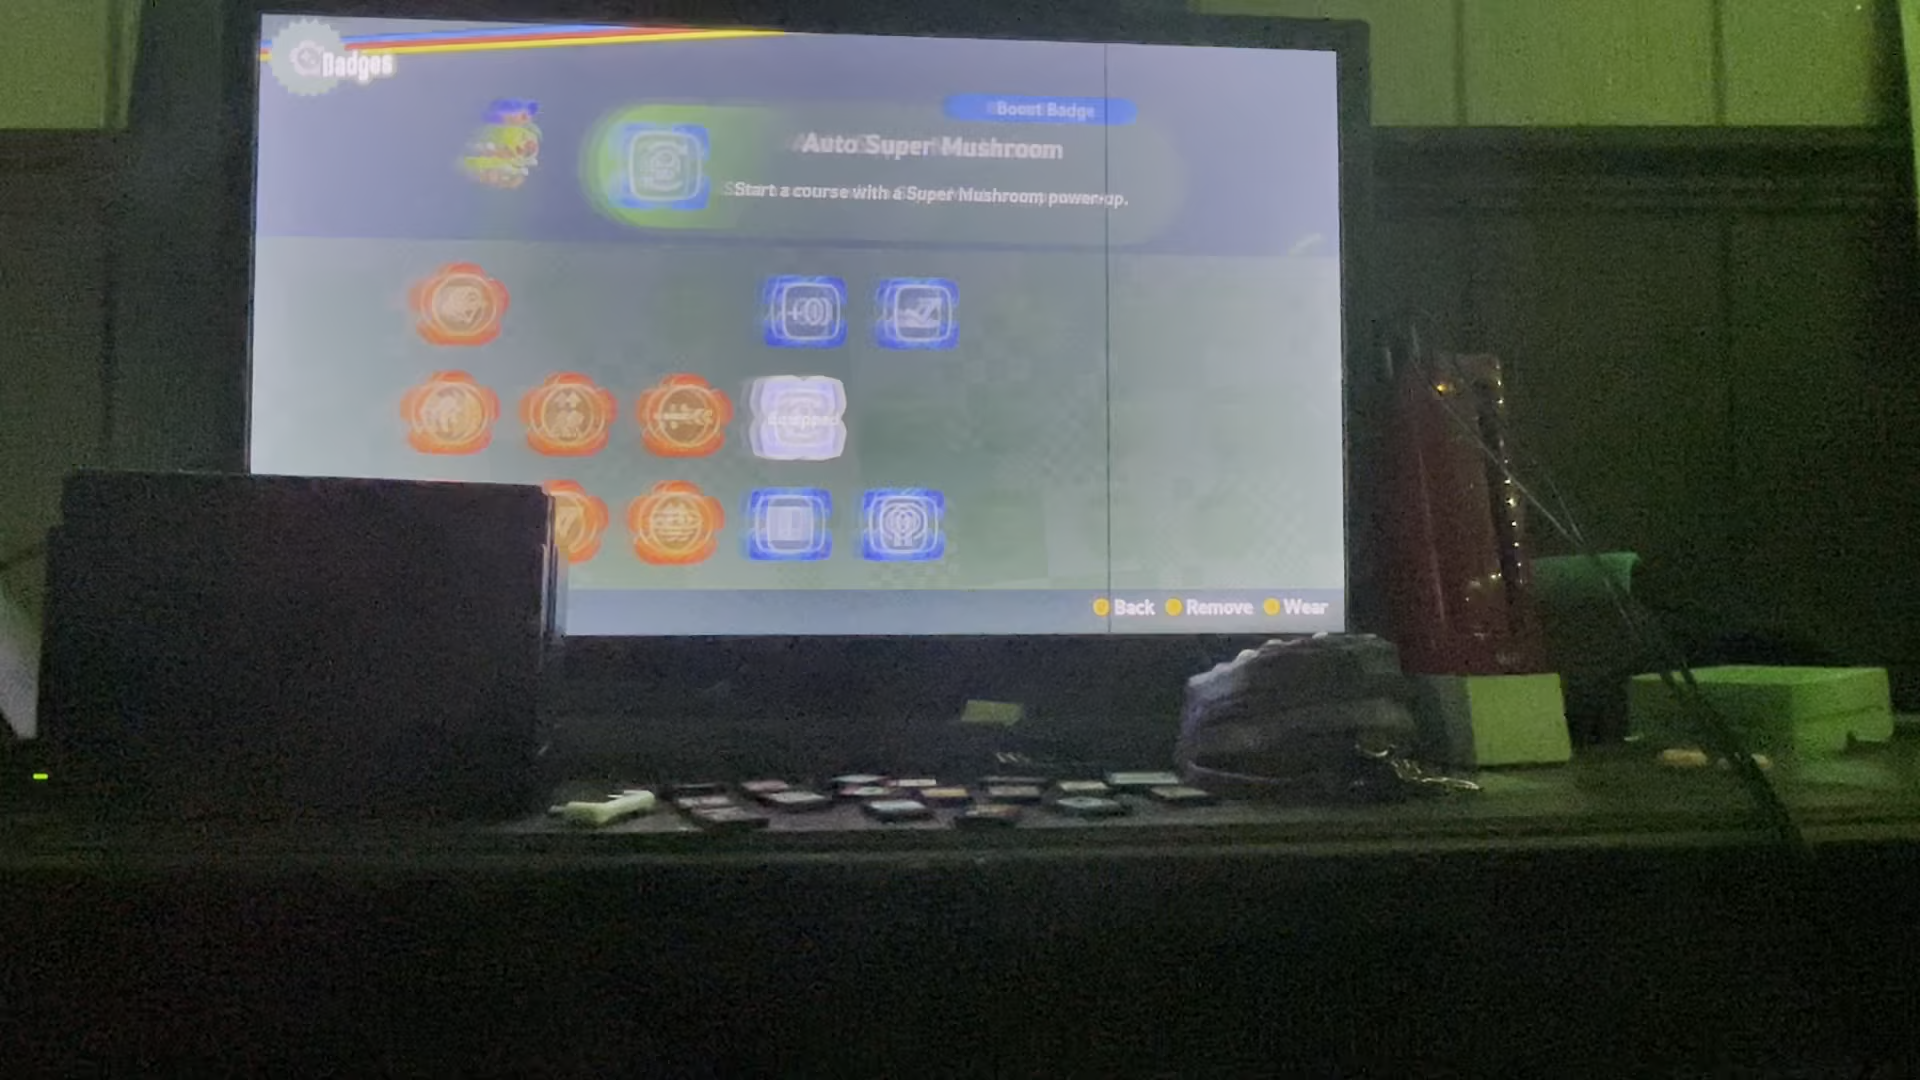 Badges
Boost Badge
Auto Super Mushroom
Start a course with a Super Mushroom power-up.
Equipped
Back Remove Wear